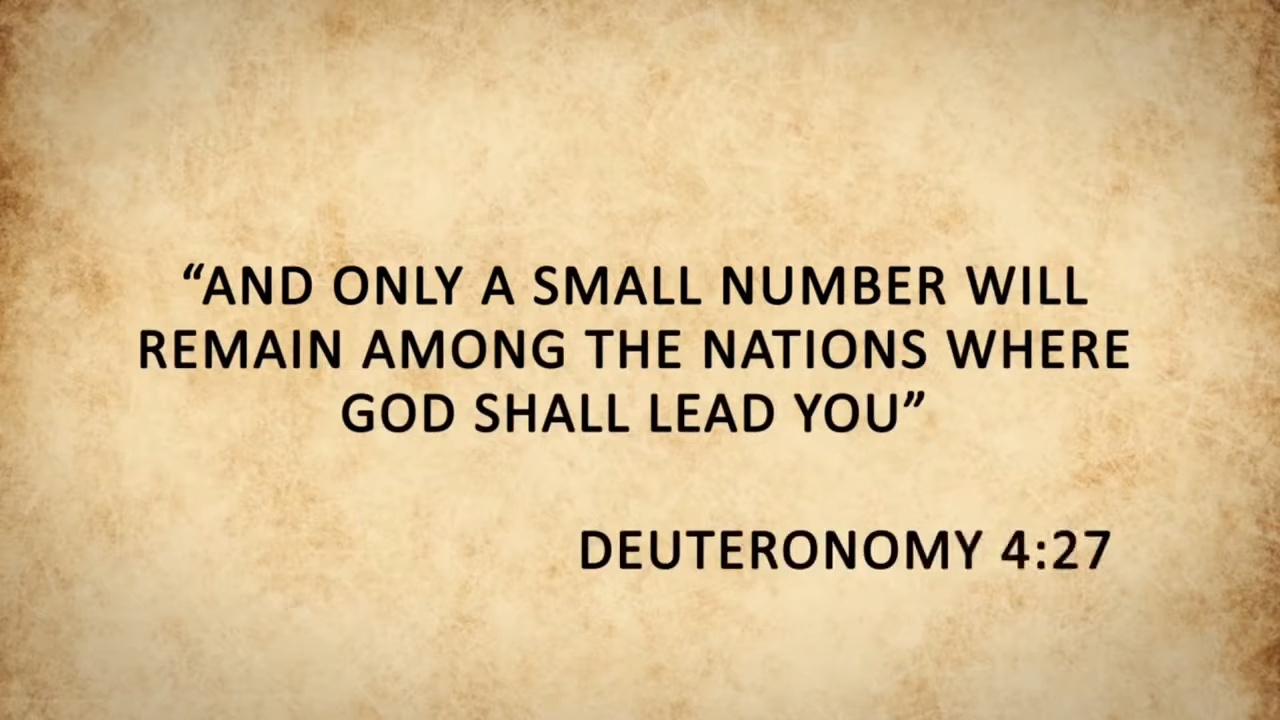 “AND ONLY A SMALL NUMBER WILL
REMAIN AMONG THE NATIONS WHERE
GOD SHALL LEAD YOU”
DEUTERONOMY 4:27